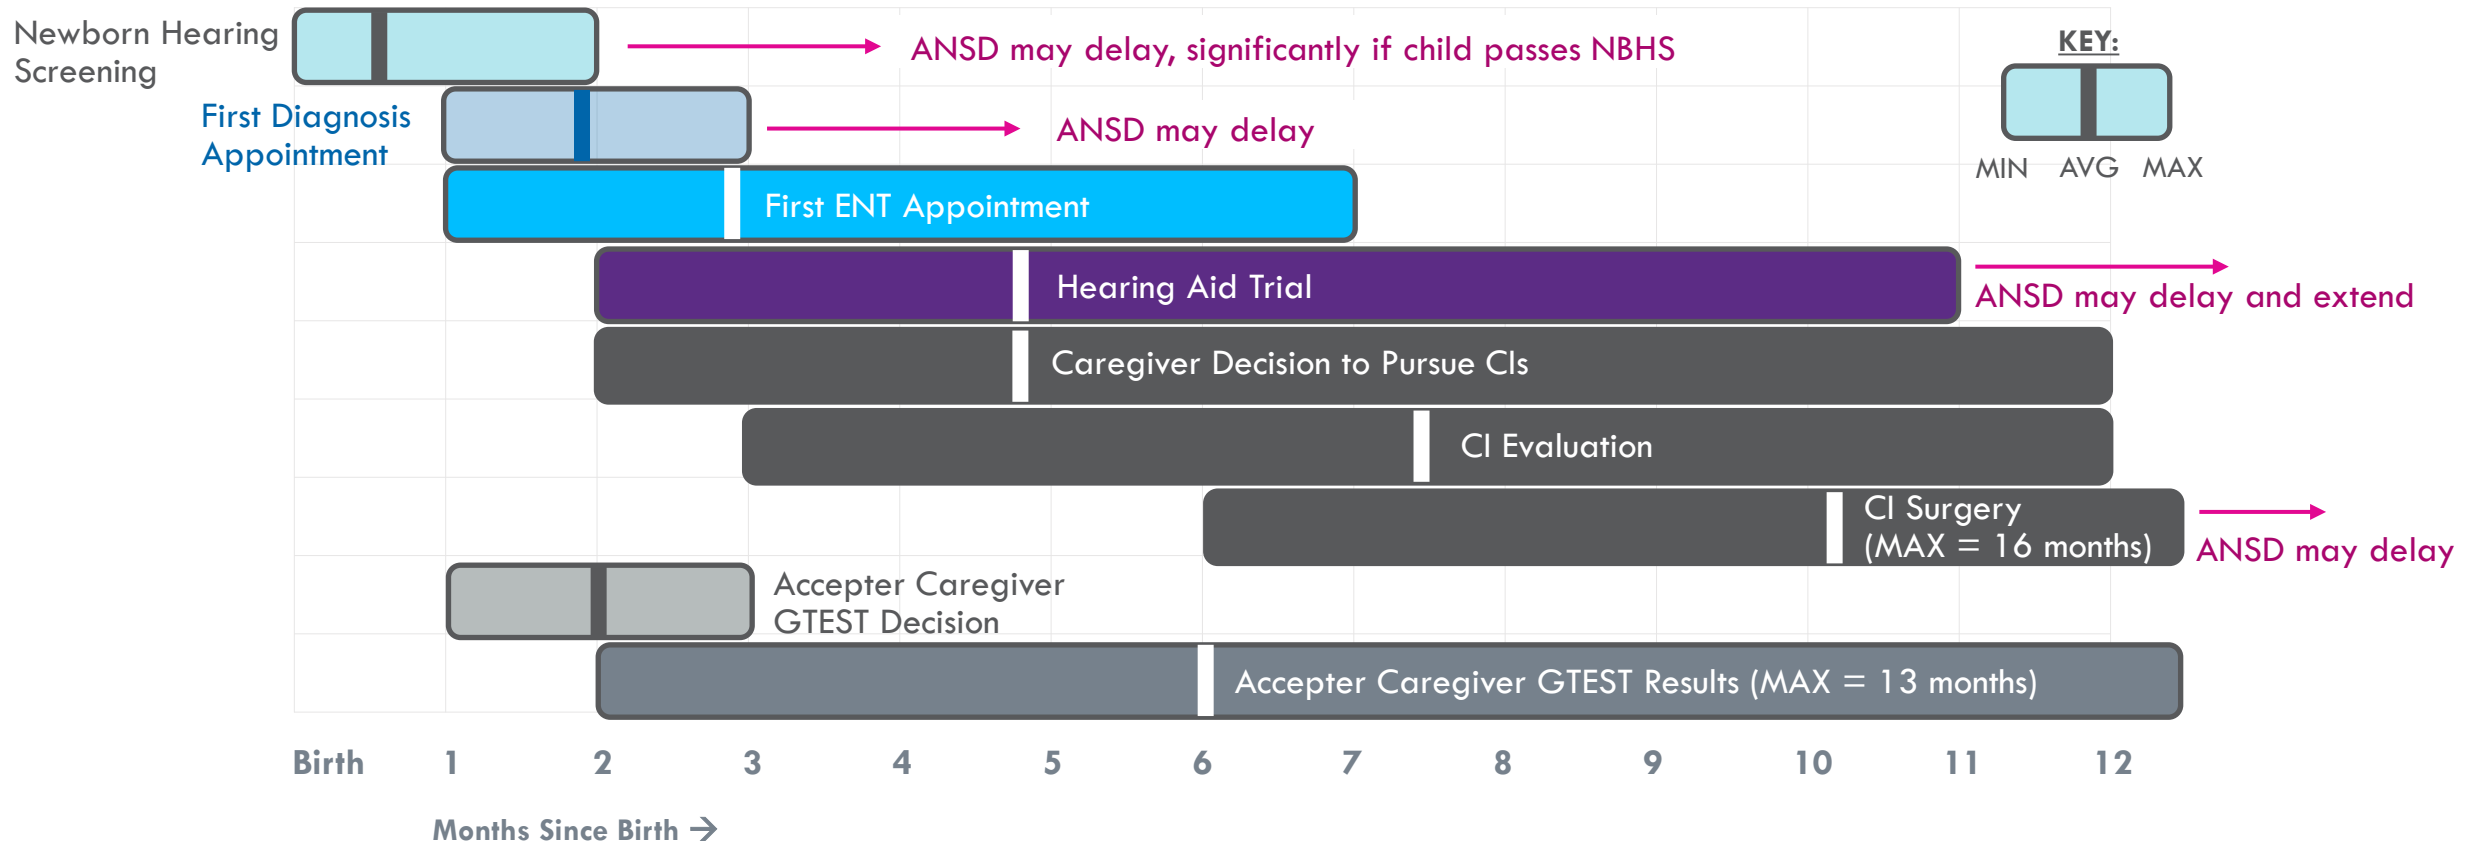 Newborn Hearing
Screening
ANSD may delay, significantly if child passes NBHS
KEY:
MIN AVG MAX
First Diagnosis
Appointment
ANSD may delay
First ENT Appointment
Hearing Aid Trial
ANSD may delay and extend
Caregiver Decision to Pursue CIs
CI Evaluation
CI Surgery
(MAX = 16 months)
ANSD may delay
Accepter Caregiver
GTEST Decision
Accepter Caregiver GTEST Results (MAX = 13 months)
Birth 1 2 3 4 5 6 7 8 9 10 11 12
Months Since Birth →